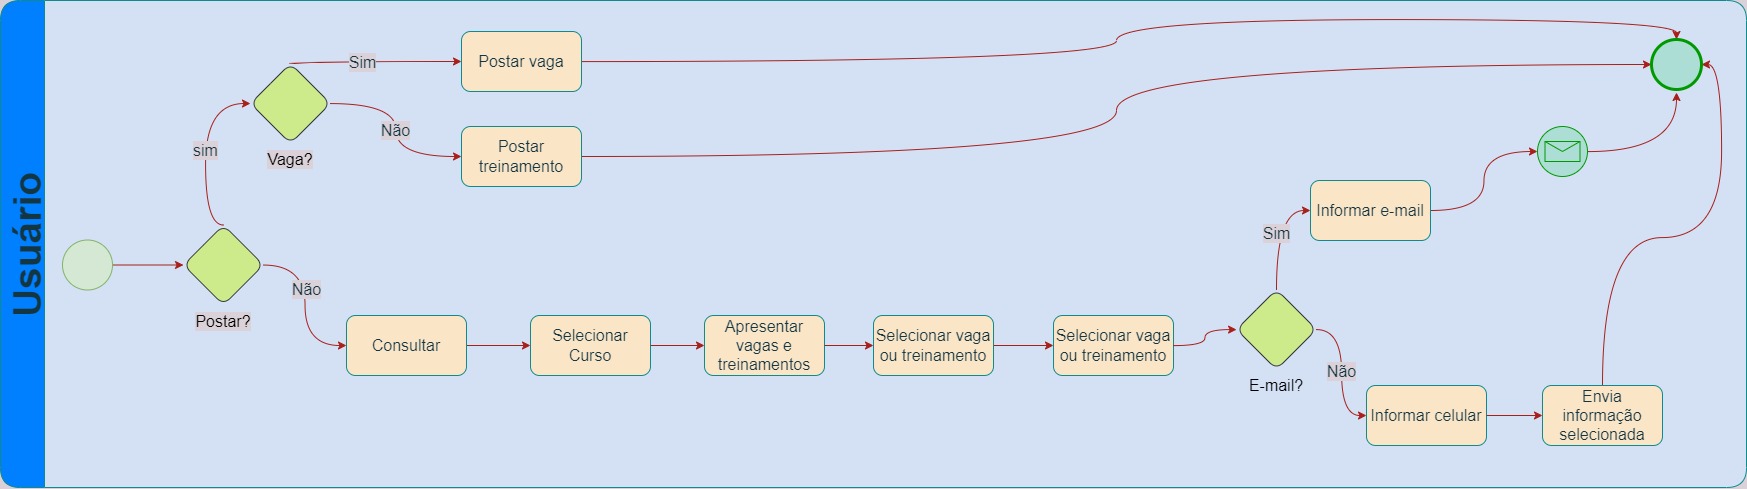 Usuário
Sim
Postar vaga
sim
Vaga?
Não
Postar
treinamento
Postar?
Não
Consultar
Selecionar
Curso
Apresentar
vagas e
treinamentos
Selecionar vaga
ou treinamento
Selecionar vaga
ou treinamento
E-mail?
Sim
Informar e-mail
Não
Informar celular
Envia
informação
selecionada